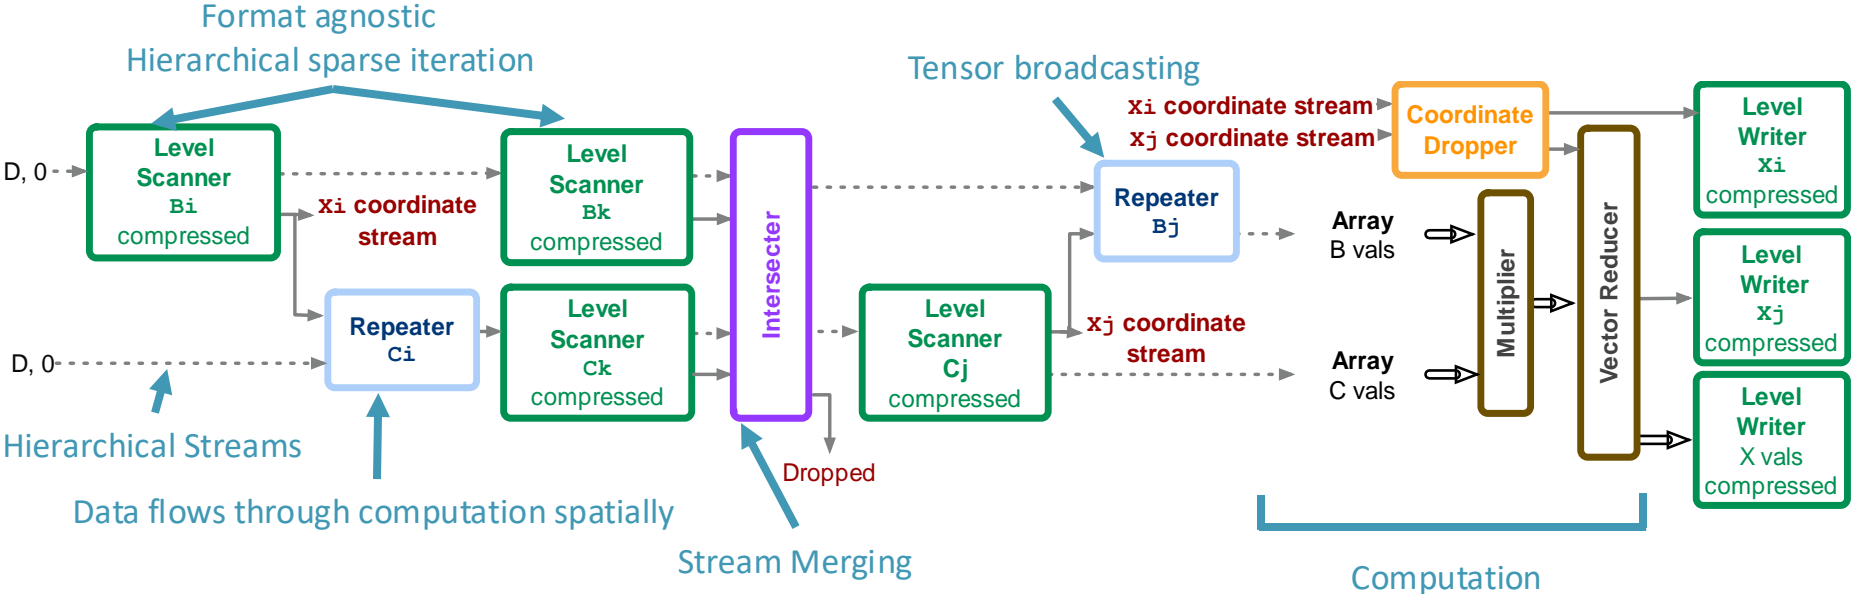 Format agnostic
Hierarchical sparse iteration
D, 0
Level
Scanner
Bi
compressed
Xi coordinate
stream
D, 0
Repeater
Ci
Level
Scanner
Bk
compressed
Level
Scanner
Ck
compressed
Intersecter
Dropped
Level
Scanner
Cj
compressed
Tensor broadcasting
Repeater
Bj
Xj coordinate
stream
Xi coordinate stream
Xj coordinate stream
Coordinate
Dropper
Array
B vals
Array
C vals
Multiplier
Vector Reducer
Level
Writer
Xi
compressed
Level
Writer
Xj
compressed
Level
Writer
X vals
compressed
Hierarchical Streams
Data flows through computation spatially
Stream Merging
Computation